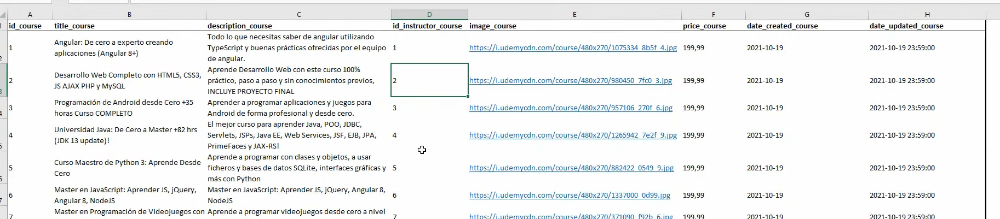 A B C D E F G H
id_course title_course description_course id_instructor_course image_course price_course date_created_course date_updated_course
Todo lo que necesitas saber de angular utilizando
Angular: De cero a experto creando
1 TypeScript y buenas prácticas ofrecidas por el equipo 1 https://i.udemycdn.com/course/480x270/1075334_8b5f_4.jpg 199,99 2021-10-19 2021-10-19 23:59:00
aplicaciones (Angular 8+)
2 de angular.
Aprende Desarrollo Web con este curso 100%
Desarrollo Web Completo con HTML5, CSS3,
2 práctico, paso a paso y sin conocimientos previos, 2 https://i.udemycdn.com/course/480x270/980450_7fc0_3.jpg 199,99 2021-10-19 2021-10-19 23:59:00
JS AJAX PHP y MySQL
3 INCLUYE PROYECTO FINAL
Programación de Android desde Cero +35 Aprender a programar aplicaciones y juegos para
3 3 https://i.udemycdn.com/course/480x270/957106_270f_6.jpg 199,99 2021-10-19 2021-10-19 23:59:00
4 horas Curso COMPLETO Android de forma profesional y desde cero.
El mejor curso para aprender Java, POO, JDBC,
Universidad Java: De Cero a Master +82 hrs
4 Servlets, JSPs, Java EE, Web Services, JSF, EJB, JPA, 4 https://i.udemycdn.com/course/480x270/1265942_7e2f_9.jpg 199,99 2021-10-19 2021-10-19 23:59:00
(JDK 13 update)!
5 PrimeFaces y JAX-RS!
Aprende a programar con clases y objetos, a usar
Curso Maestro de Python 3: Aprende Desde
5 ficheros y bases de datos SQLite, interfaces gráficas y 5 https://i.udemycdn.com/course/480x270/882422_0549_9.jpg 199,99 2021-10-19 2021-10-19 23:59:00
Cero
6 más con Python
Master en JavaScript: Aprender JS, jQuery, Master en JavaScript: Aprender JS, jQuery, Angular 8,
6 6 https://i.udemycdn.com/course/480x270/1337000_0d99.jpg 199,99 2021-10-19 2021-10-19 23:59:00
7 Angular 8, NodeJS NodeJS
Master en Programación de Videojuegos con Aprende a programar videojuegos desde cero a nivel
7 7 https://i.udemycdn.com/course/480x270/371090_f92b_6.jpg 199,99 2021-10-19 2021-10-19 23:59:00